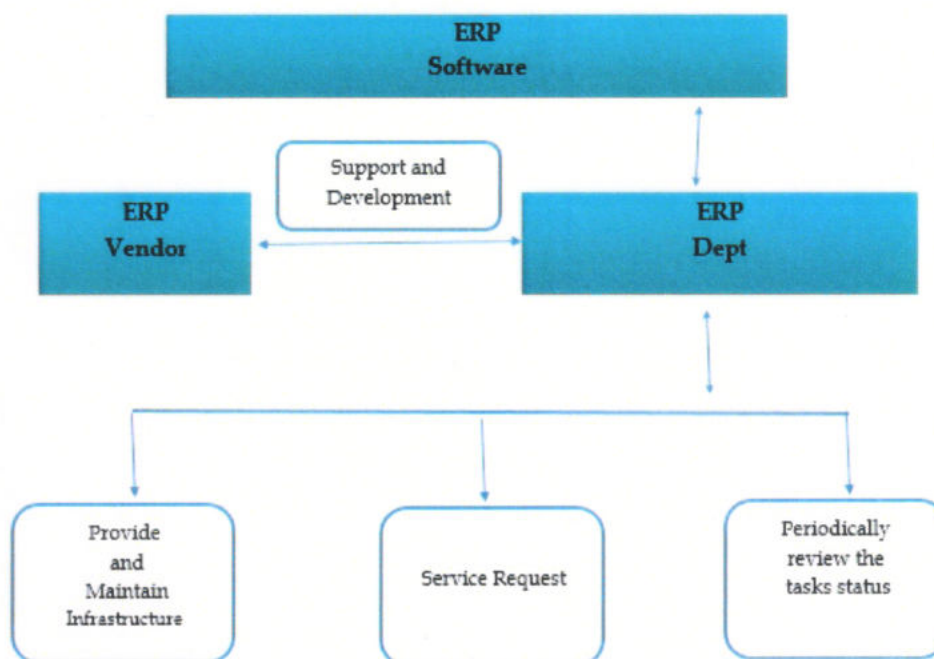 ERP
Software
Support and
Development
ERP
Vendor
ERP
Dept
Provide
and
Maintain
Infrastructure
Service Request
Periodically
review the
tasks status